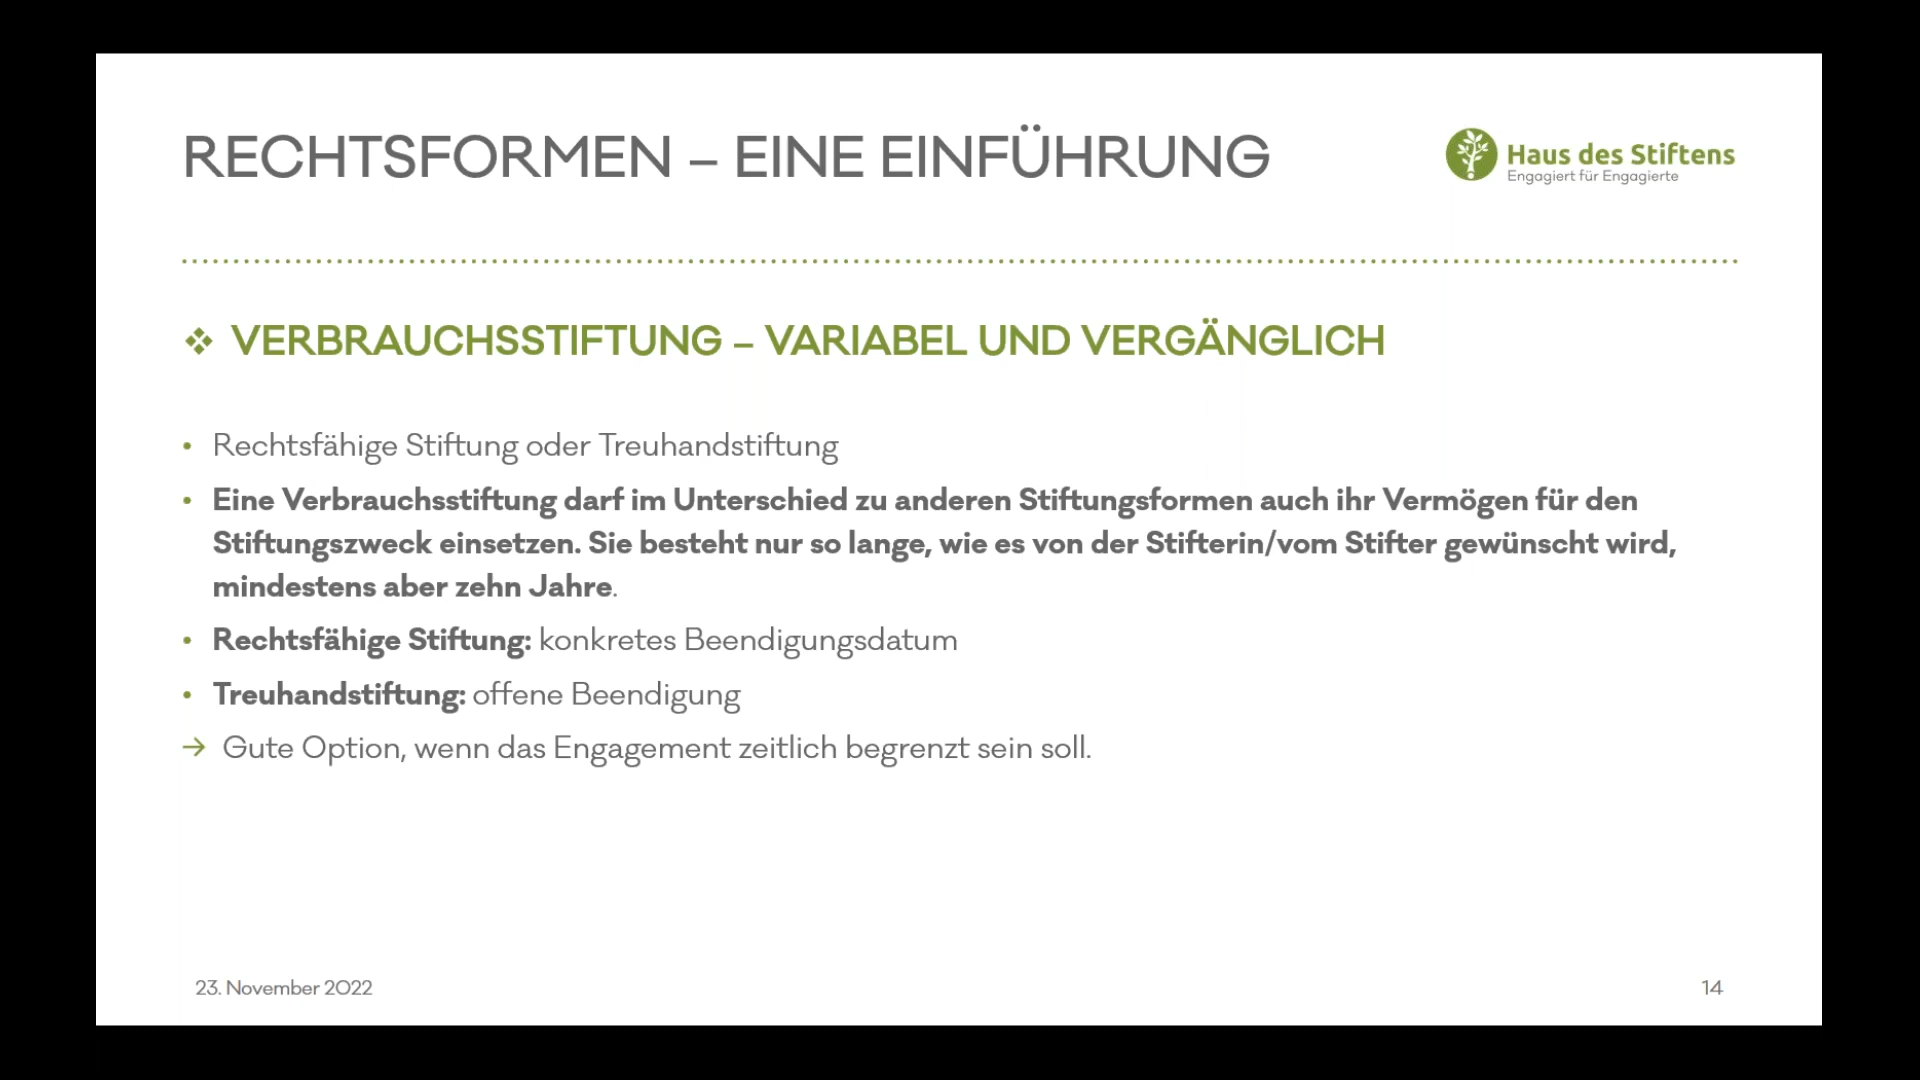 RECHTSFORMEN – EINE EINFÜHRUNG
Haus des Stiftens
Engagiert für Engagierte
❖ VERBRAUCHSSTIFTUNG – VARIABEL UND VERGÄNGLICH
• Rechtsfähige Stiftung oder Treuhandstiftung
• Eine Verbrauchsstiftung darf im Unterschied zu anderen Stiftungsformen auch ihr Vermögen für den
Stiftungszweck einsetzen. Sie besteht nur so lange, wie es von der Stifterin/vom Stifter gewünscht wird,
mindestens aber zehn Jahre.
• Rechtsfähige Stiftung: konkretes Beendigungsdatum
• Treuhandstiftung: offene Beendigung
→ Gute Option, wenn das Engagement zeitlich begrenzt sein soll.
23. November 2022
14